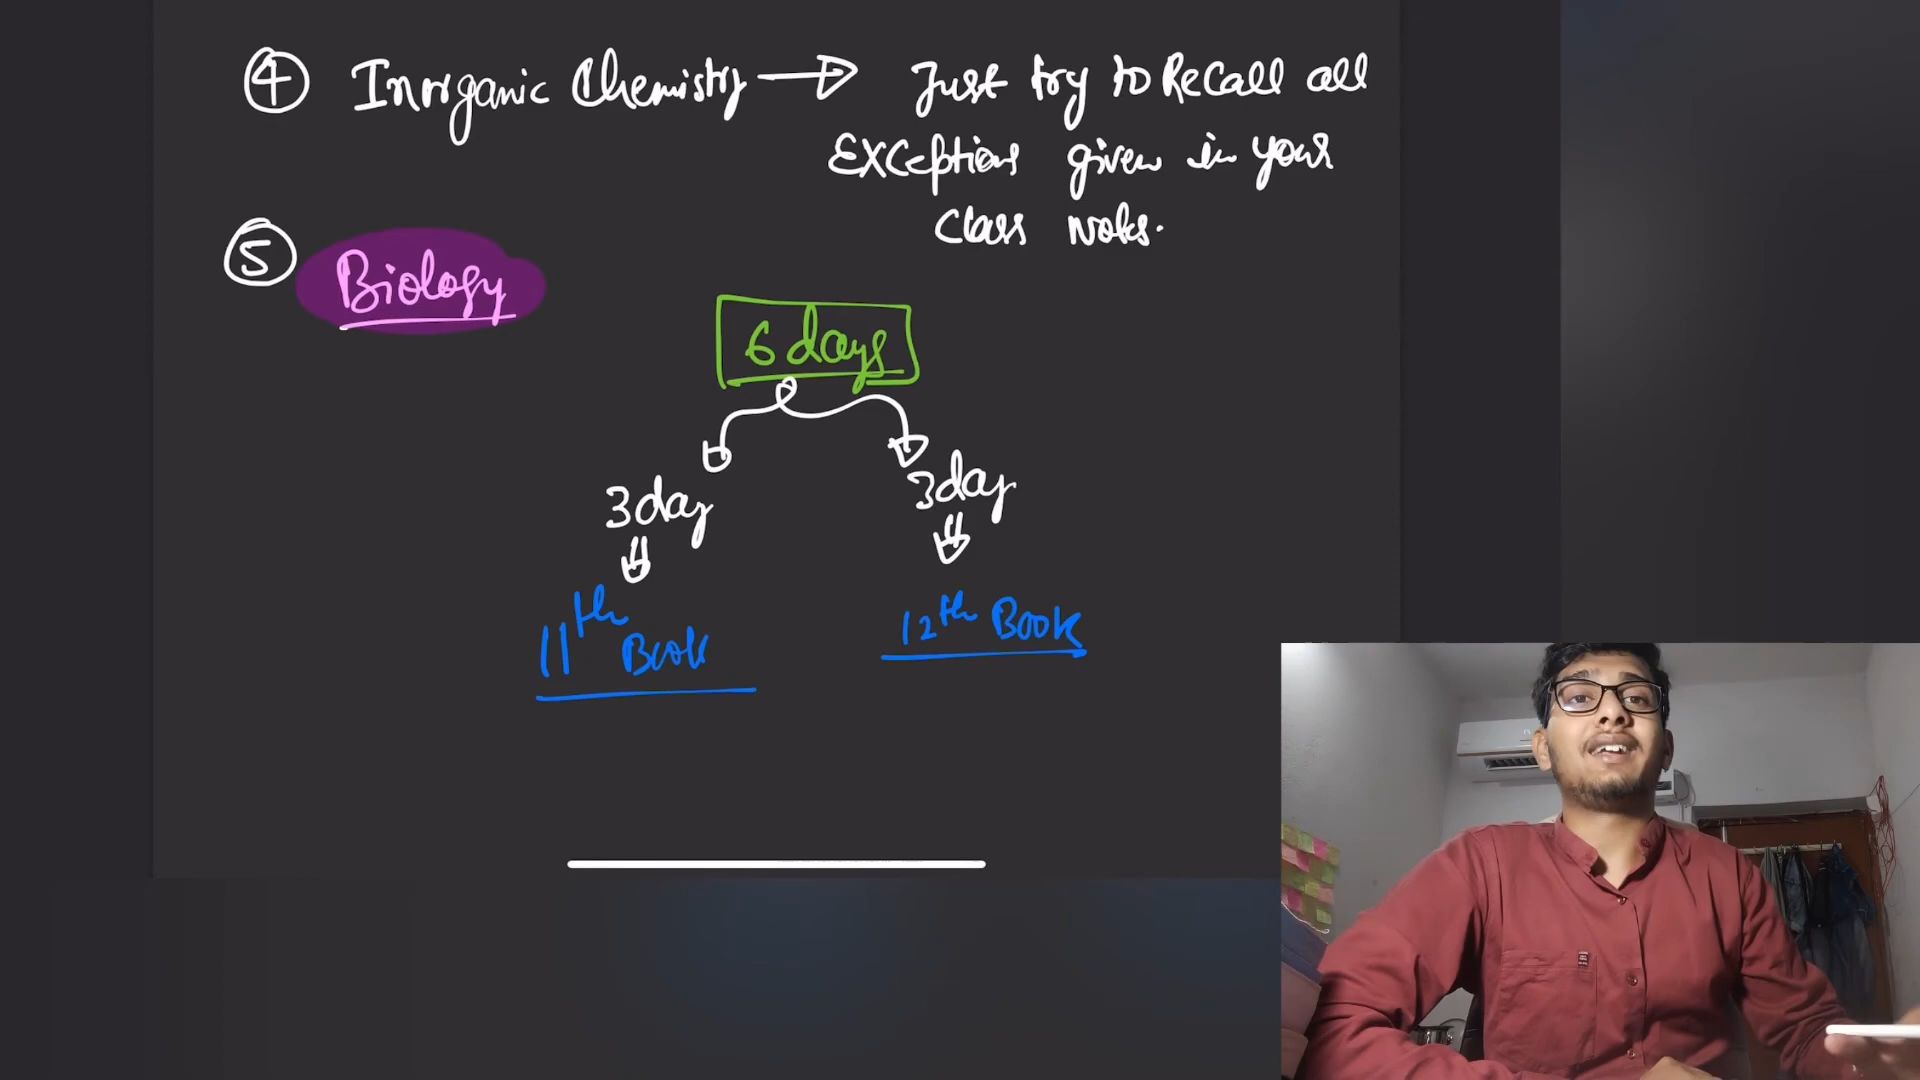 ④ Inorganic Chemistry → Just try to Recall all
Exceptions given in your
Class notes.
⑤ Biology
6 days
3day 3day
11th Book 12th Book